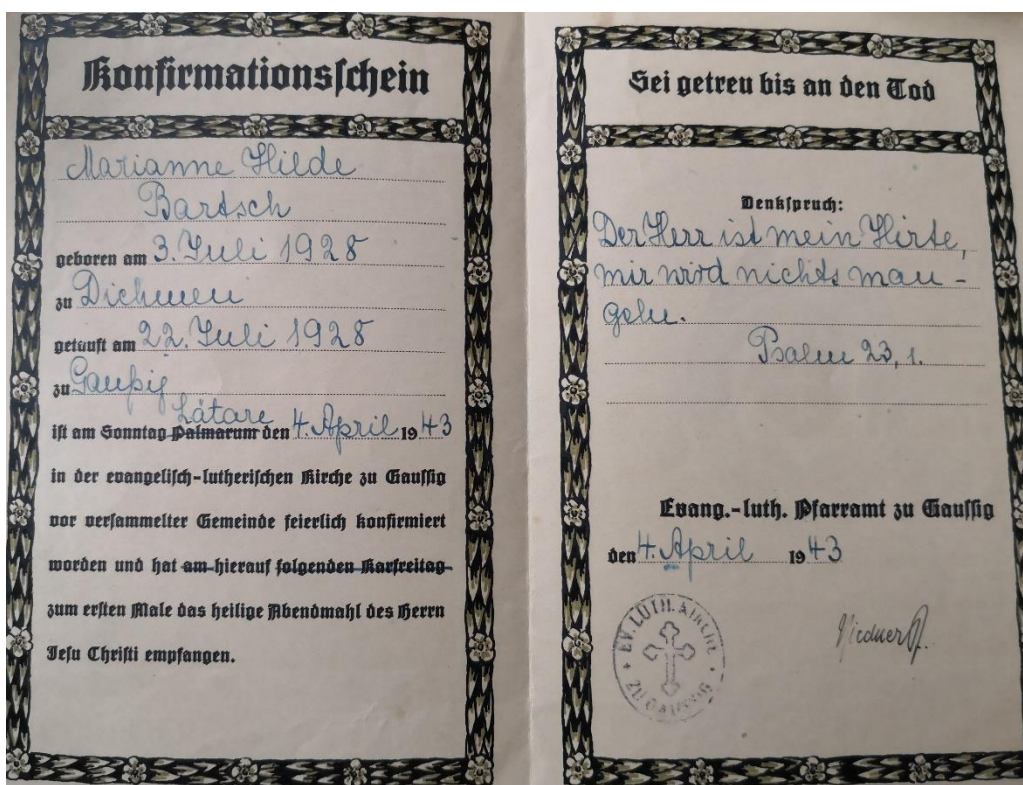 Konfirmationsschein
Marianne Hilde
Bartsch
geboren am 3. Juli 1928
zu Diehmen
getauft am 22. Juli 1928
zu Gaußig
Lätare
ist am Sonntag Palmarum den 4. April 1943
in der evangelisch-lutherischen Kirche zu Gaussig
vor versammelter Gemeinde feierlich konfirmiert
worden und hat am hierauf folgenden Karfreitag
zum ersten Male das heilige Abendmahl des Herrn
Jesu Christi empfangen.
Sei getreu bis an den Tod
Denkspruch:
Der Herr ist mein Hirte,
mir wird nichts man-
geln.
Psalm 23, 1.
Evang.-luth. Pfarramt zu Gaussig
den 4. April 1943
EV. LUTH. KIRCHE
ZU GAUSSIG